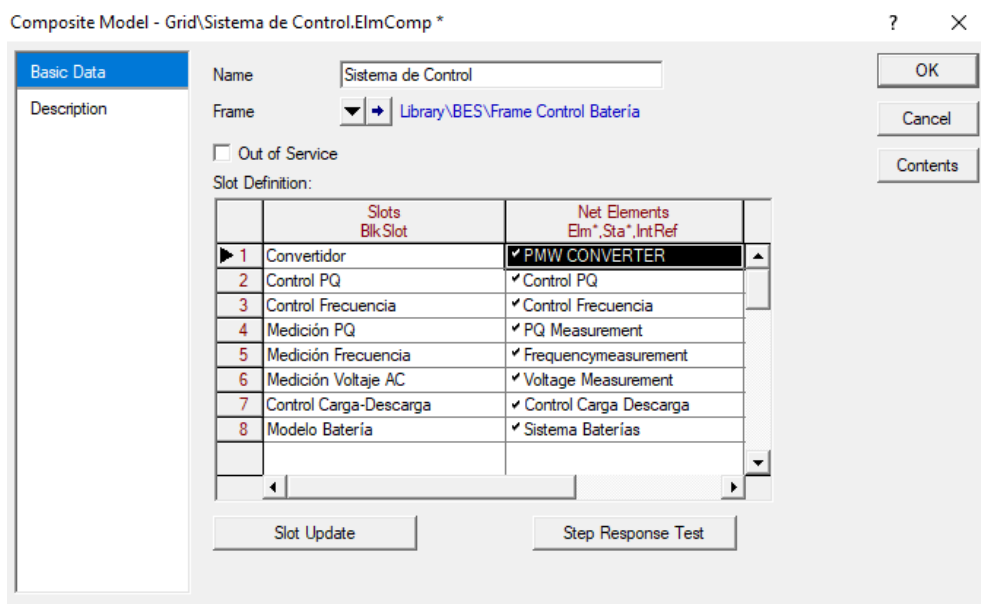 Composite Model - Grid\Sistema de Control.ElmComp *
?
Basic Data
Description
Name
Sistema de Control
Frame
Library\BES\Frame Control Batería
Out of Service
Slot Definition:
Slots Net Elements
BlkSlot Elm*,Sta*,IntRef
1 Convertidor PMW CONVERTER
2 Control PQ Control PQ
3 Control Frecuencia Control Frecuencia
4 Medición PQ PQ Measurement
5 Medición Frecuencia Frequencymeasurement
6 Medición Voltaje AC Voltage Measurement
7 Control Carga-Descarga Control Carga Descarga
8 Modelo Batería Sistema Baterías
Slot Update
Step Response Test
OK
Cancel
Contents